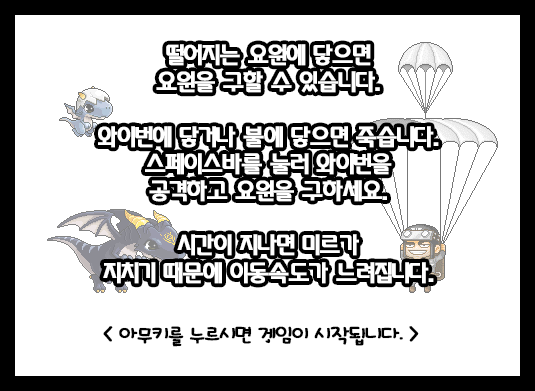 떨어지는 요원에 닿으면
요원을 구할 수 있습니다.
와이번에 닿거나 불에 닿으면 죽습니다.
스페이스바를 눌러 와이번을
공격하고 요원을 구하세요.
시간이 지나면 미르가
지치기 때문에 이동속도가 느려집니다.
< 아무키를 누르시면 게임이 시작됩니다. >